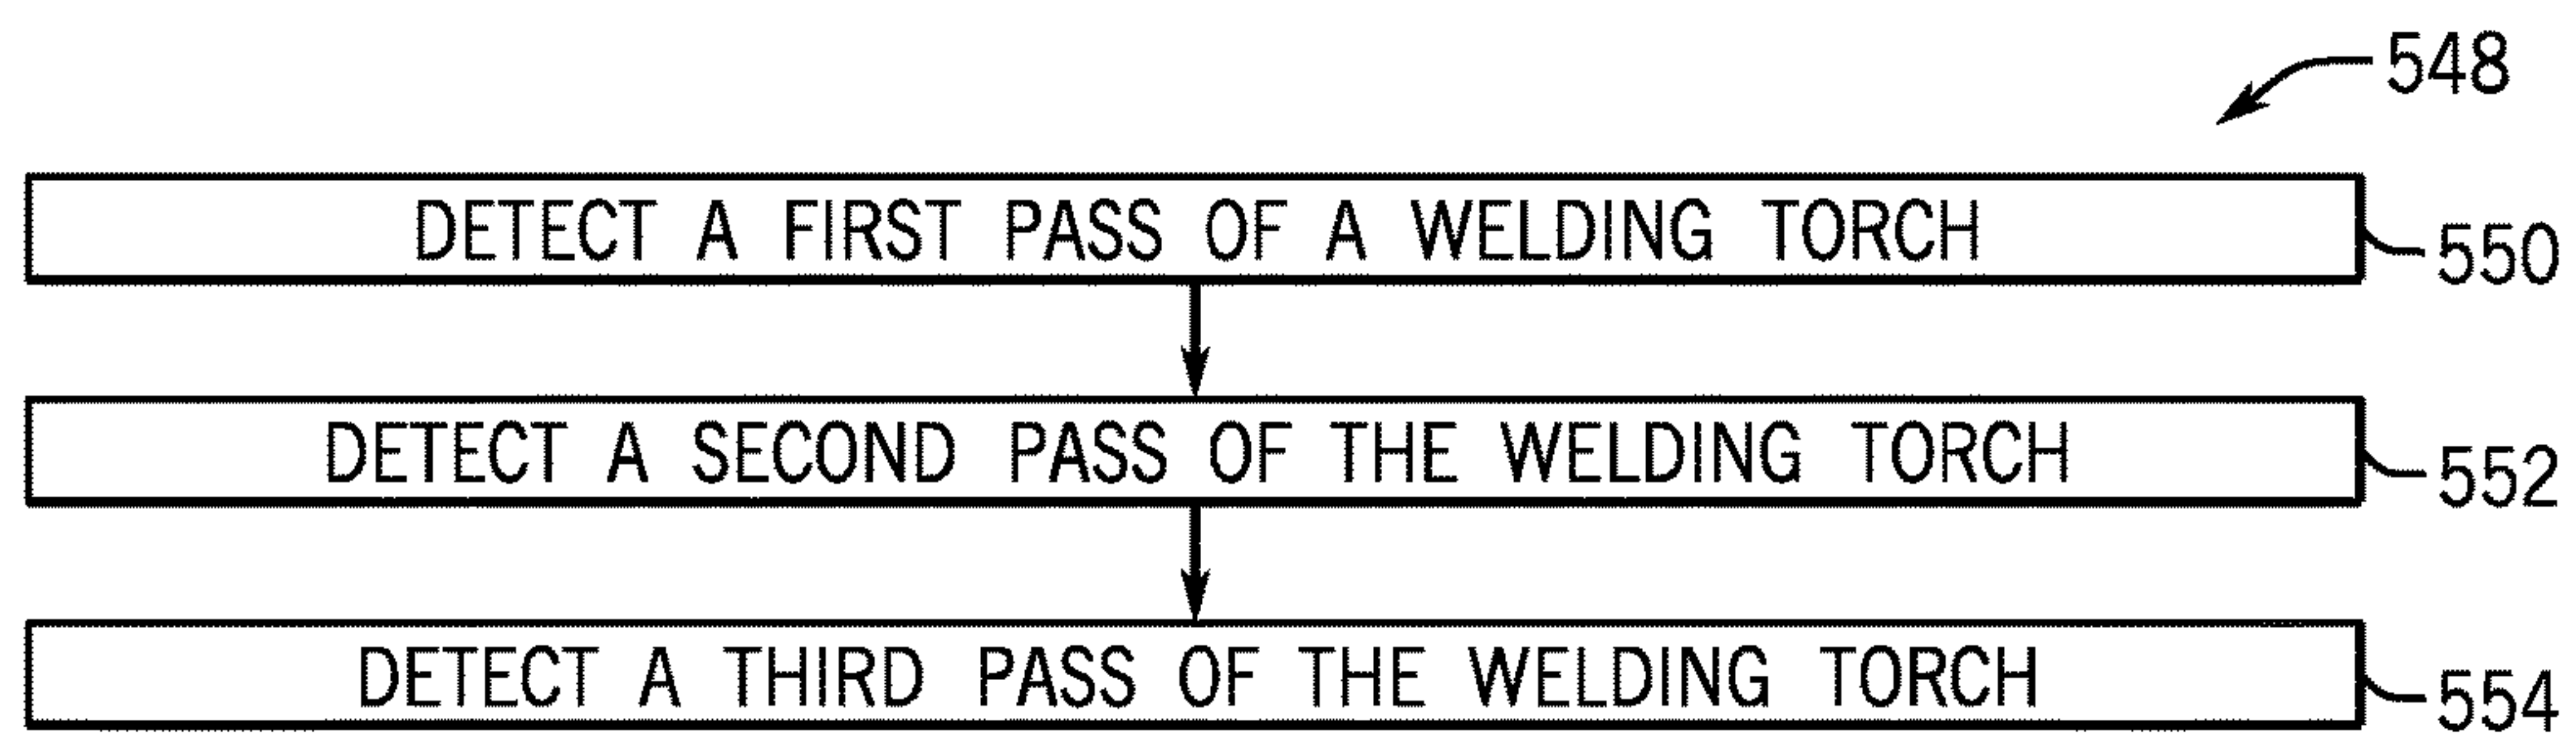 548
DETECT A FIRST PASS OF A WELDING TORCH
550
DETECT A SECOND PASS OF THE WELDING TORCH
552
DETECT A THIRD PASS OF THE WELDING TORCH
554